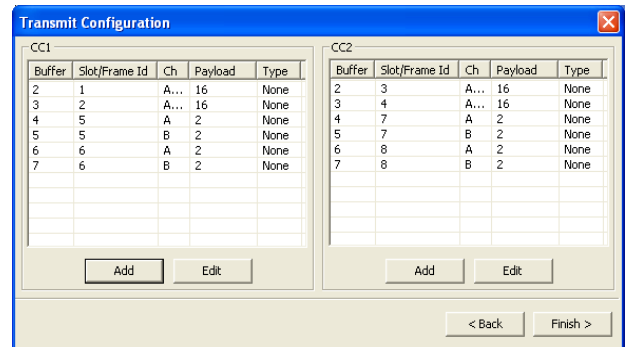 Transmit Configuration
CC1
Buffer Slot/Frame Id Ch Payload Type
2 1 A... 16 None
3 2 A... 16 None
4 5 A 2 None
5 5 B 2 None
6 6 A 2 None
7 6 B 2 None
Add Edit
CC2
Buffer Slot/Frame Id Ch Payload Type
2 3 A... 16 None
3 4 A... 16 None
4 7 A 2 None
5 7 B 2 None
6 8 A 2 None
7 8 B 2 None
Add Edit
< Back Finish >